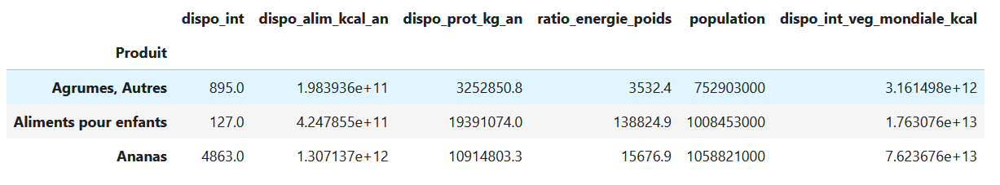 dispo_int dispo_alim_kcal_an dispo_prot_kg_an ratio_energie_poids population dispo_int_veg_mondiale_kcal
Produit
Agrumes, Autres 895.0 1.983936e+11 3252850.8 3532.4 752903000 3.161498e+12
Aliments pour enfants 127.0 4.247855e+11 19391074.0 138824.9 1008453000 1.763076e+13
Ananas 4863.0 1.307137e+12 10914803.3 15676.9 1058821000 7.623676e+13